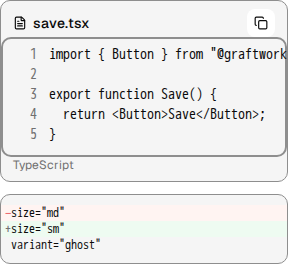 save.tsx
1 import { Button } from "@graftwork
2
3 export function Save() {
4   return <Button>Save</Button>;
5 }
TypeScript
-size="md"
+size="sm"
 variant="ghost"